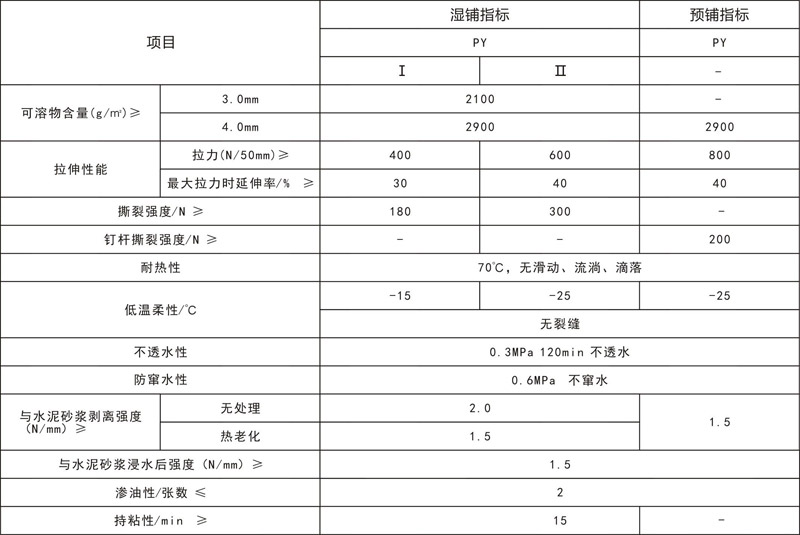 项目 湿铺指标 预铺指标
PY PY
Ⅰ Ⅱ -
可溶物含量(g/㎡)≥ 3.0mm 2100 -
4.0mm 2900 2900
拉伸性能 拉力(N/50mm)≥ 400 600 800
最大拉力时延伸率/% ≥ 30 40 40
撕裂强度/N ≥ 180 300 -
钉杆撕裂强度/N ≥ - - 200
耐热性 70℃，无滑动、流淌、滴落
低温柔性/℃ -15 -25 -25
无裂缝
不透水性 0.3MPa 120min 不透水
防窜水性 0.6MPa 不窜水
与水泥砂浆剥离强度
(N/mm) ≥ 无处理 2.0 1.5
热老化 1.5
与水泥砂浆浸水后强度 (N/mm) ≥ 1.5
渗油性/张数 ≤ 2
持粘性/min ≥ 15 -